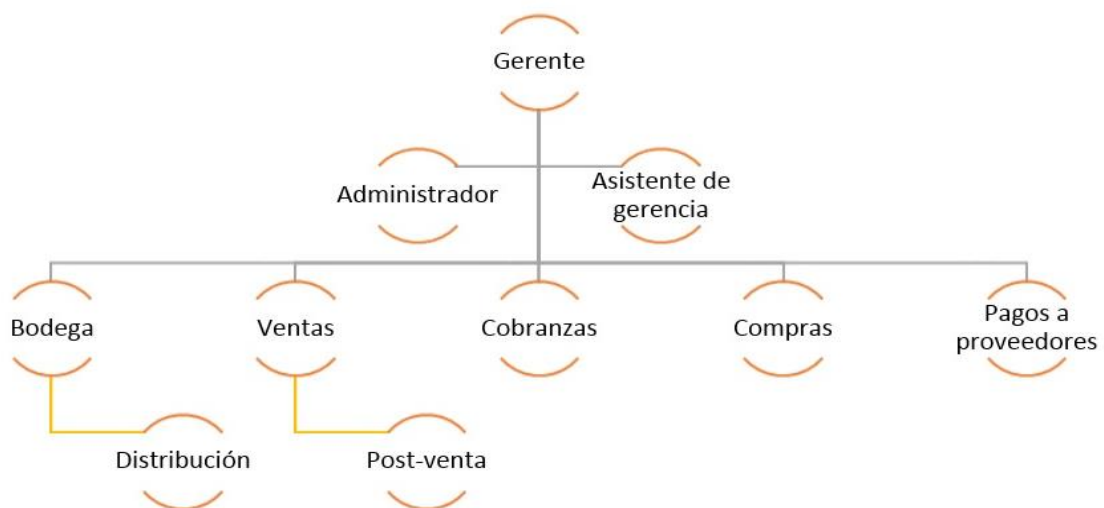 Gerente
Administrador
Asistente de
gerencia
Bodega
Ventas
Cobranzas
Compras
Pagos a
proveedores
Distribución
Post-venta